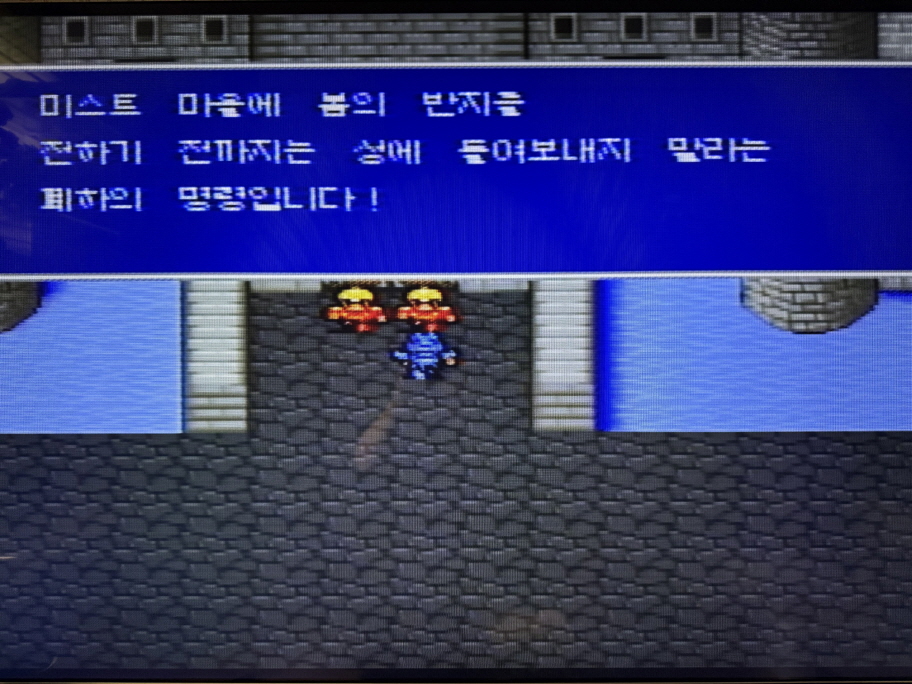 미스트 마을에 봄의 반지를
전하기 전까지는 성에 들여보내지 말라는
폐하의 명령입니다!